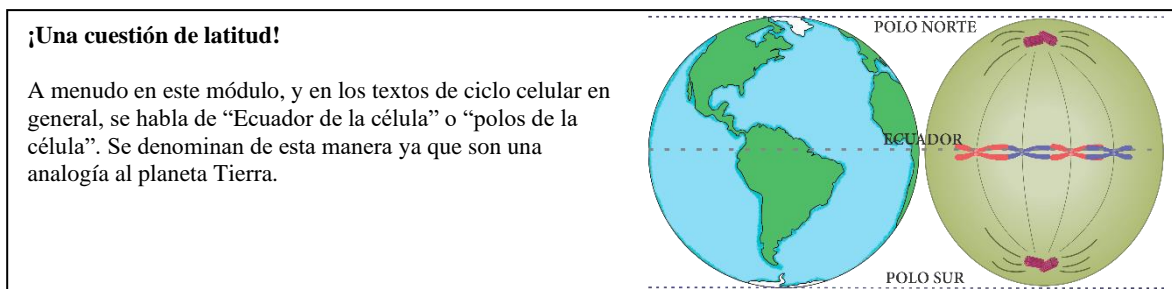 ¡Una cuestión de latitud!
A menudo en este módulo, y en los textos de ciclo celular en
general, se habla de “Ecuador de la célula” o “polos de la
célula”. Se denominan de esta manera ya que son una
analogía al planeta Tierra.
POLO NORTE
ECUADOR
POLO SUR